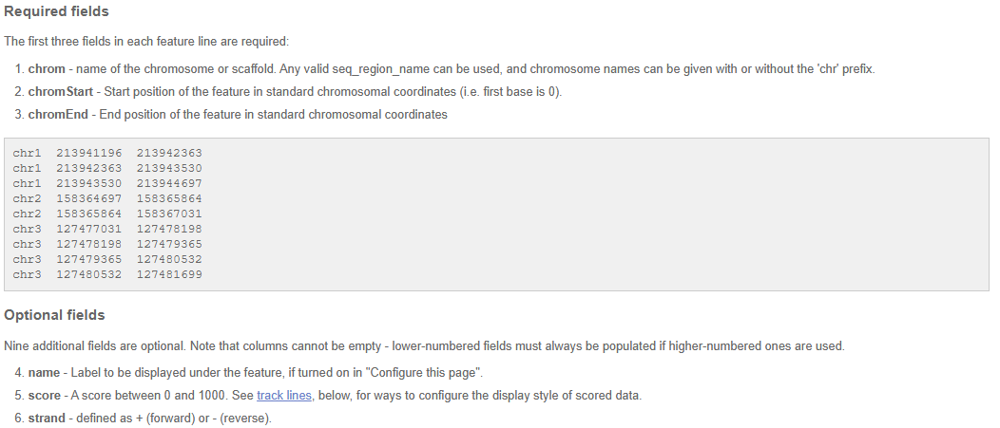 Required fields
The first three fields in each feature line are required:
1. chrom - name of the chromosome or scaffold. Any valid seq_region_name can be used, and chromosome names can be given with or without the 'chr' prefix.
2. chromStart - Start position of the feature in standard chromosomal coordinates (i.e. first base is 0).
3. chromEnd - End position of the feature in standard chromosomal coordinates
chr1  213941196  213942363
chr1  213942363  213943530
chr1  213943530  213944697
chr2  158364697  158365864
chr2  158365864  158367031
chr3  127477031  127478198
chr3  127478198  127479365
chr3  127479365  127480532
chr3  127480532  127481699
Optional fields
Nine additional fields are optional. Note that columns cannot be empty - lower-numbered fields must always be populated if higher-numbered ones are used.
4. name - Label to be displayed under the feature, if turned on in "Configure this page".
5. score - A score between 0 and 1000. See track lines, below, for ways to configure the display style of scored data.
6. strand - defined as + (forward) or - (reverse).